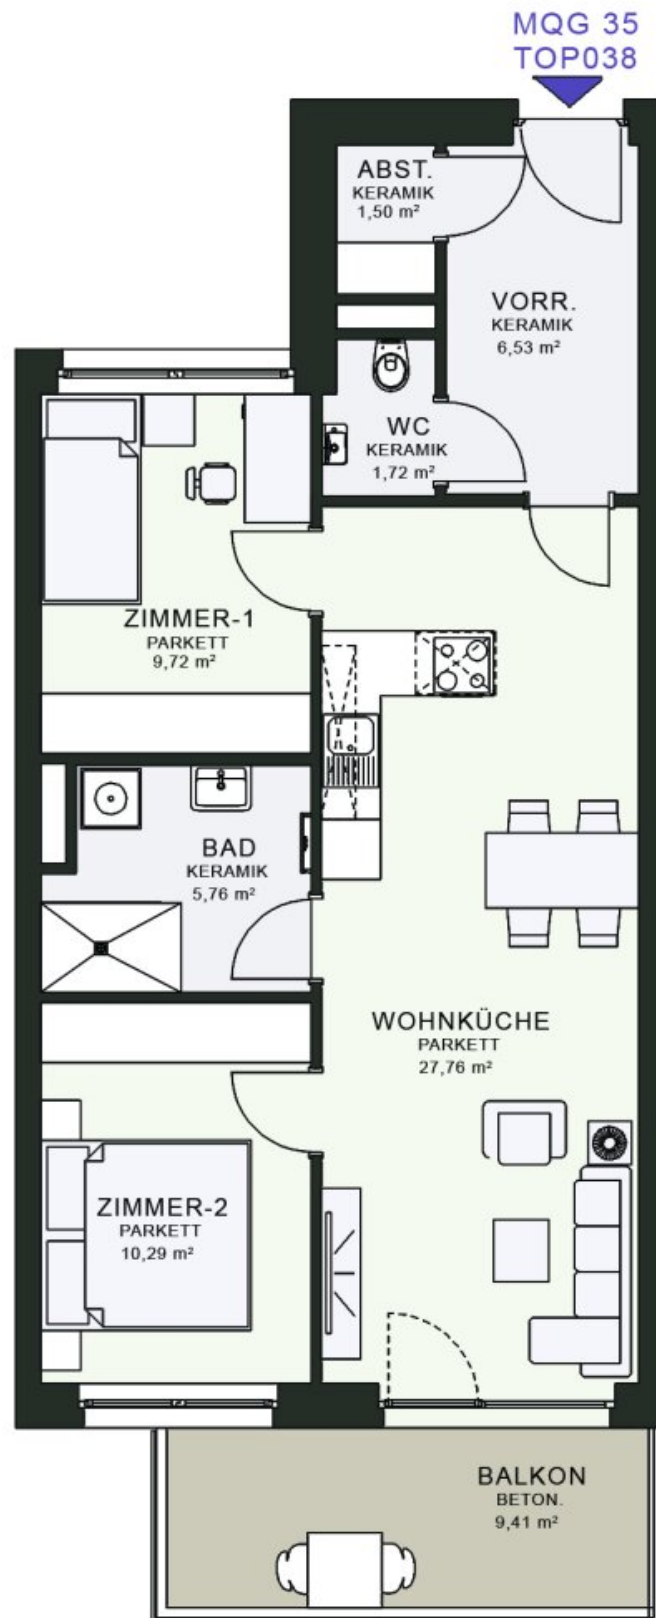 MQG 35
TOP038
ABST.
KERAMIK
1,50 m²
VORR.
KERAMIK
6,53 m²
WC
KERAMIK
1,72 m²
ZIMMER-1
PARKETT
9,72 m²
BAD
KERAMIK
5,76 m²
WOHNKÜCHE
PARKETT
27,76 m²
ZIMMER-2
PARKETT
10,29 m²
BALKON
BETON.
9,41 m²